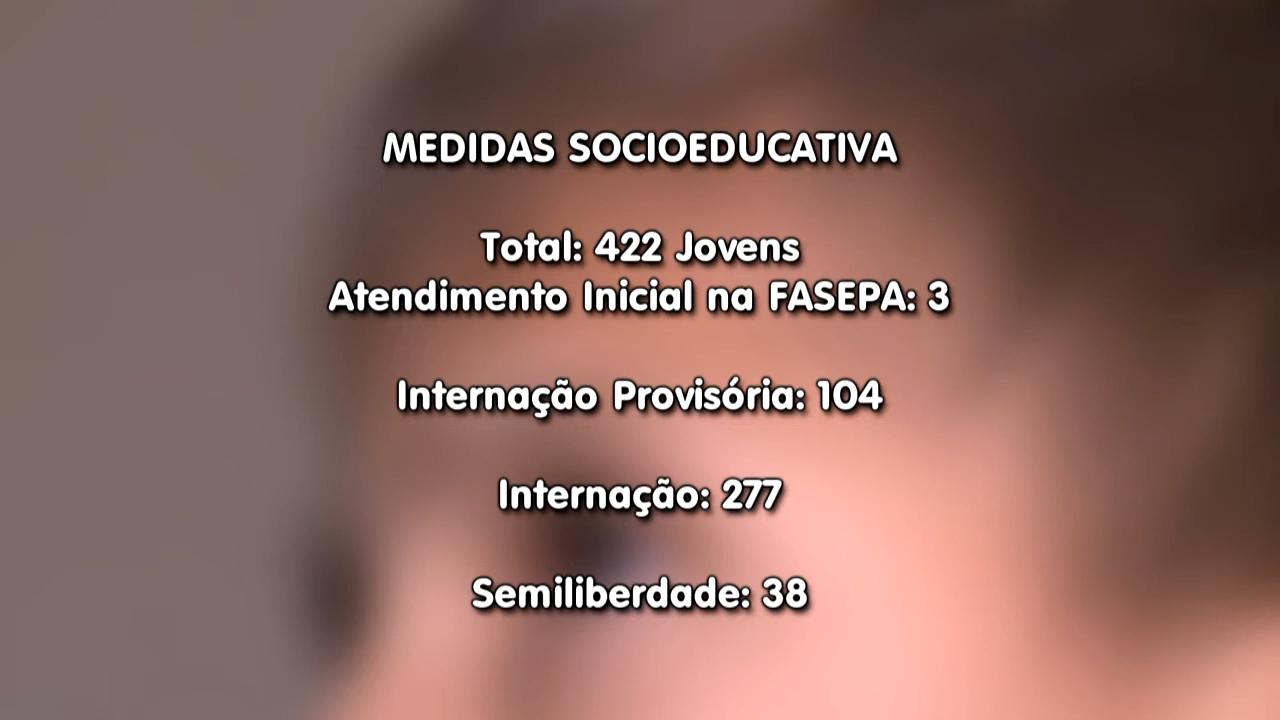 MEDIDAS SOCIOEDUCATIVA
Total: 422 Jovens
Atendimento Inicial na FASEPA: 3
Internação Provisória: 104
Internação: 277
Semiliberdade: 38